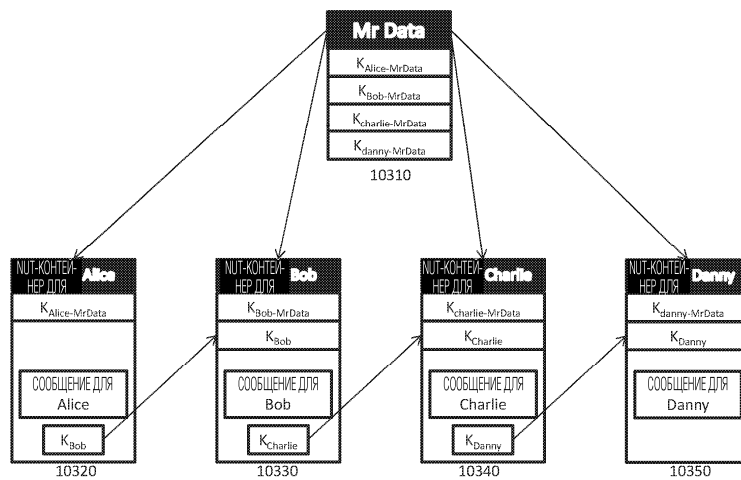 Mr Data
K Alice-MrData
K Bob-MrData
K charlie-MrData
K danny-MrData
10310
NUT-КОНТЕЙ-
НЕР ДЛЯ Alice
K Alice-MrData
СООБЩЕНИЕ ДЛЯ
Alice
K Bob
10320
NUT-КОНТЕЙ-
НЕР ДЛЯ Bob
K Bob-MrData
K Bob
СООБЩЕНИЕ ДЛЯ
Bob
K Charlie
10330
NUT-КОНТЕЙ-
НЕР ДЛЯ Charlie
K charlie-MrData
K Charlie
СООБЩЕНИЕ ДЛЯ
Charlie
K Danny
10340
NUT-КОНТЕЙ-
НЕР ДЛЯ Danny
K danny-MrData
K Danny
СООБЩЕНИЕ ДЛЯ
Danny
10350